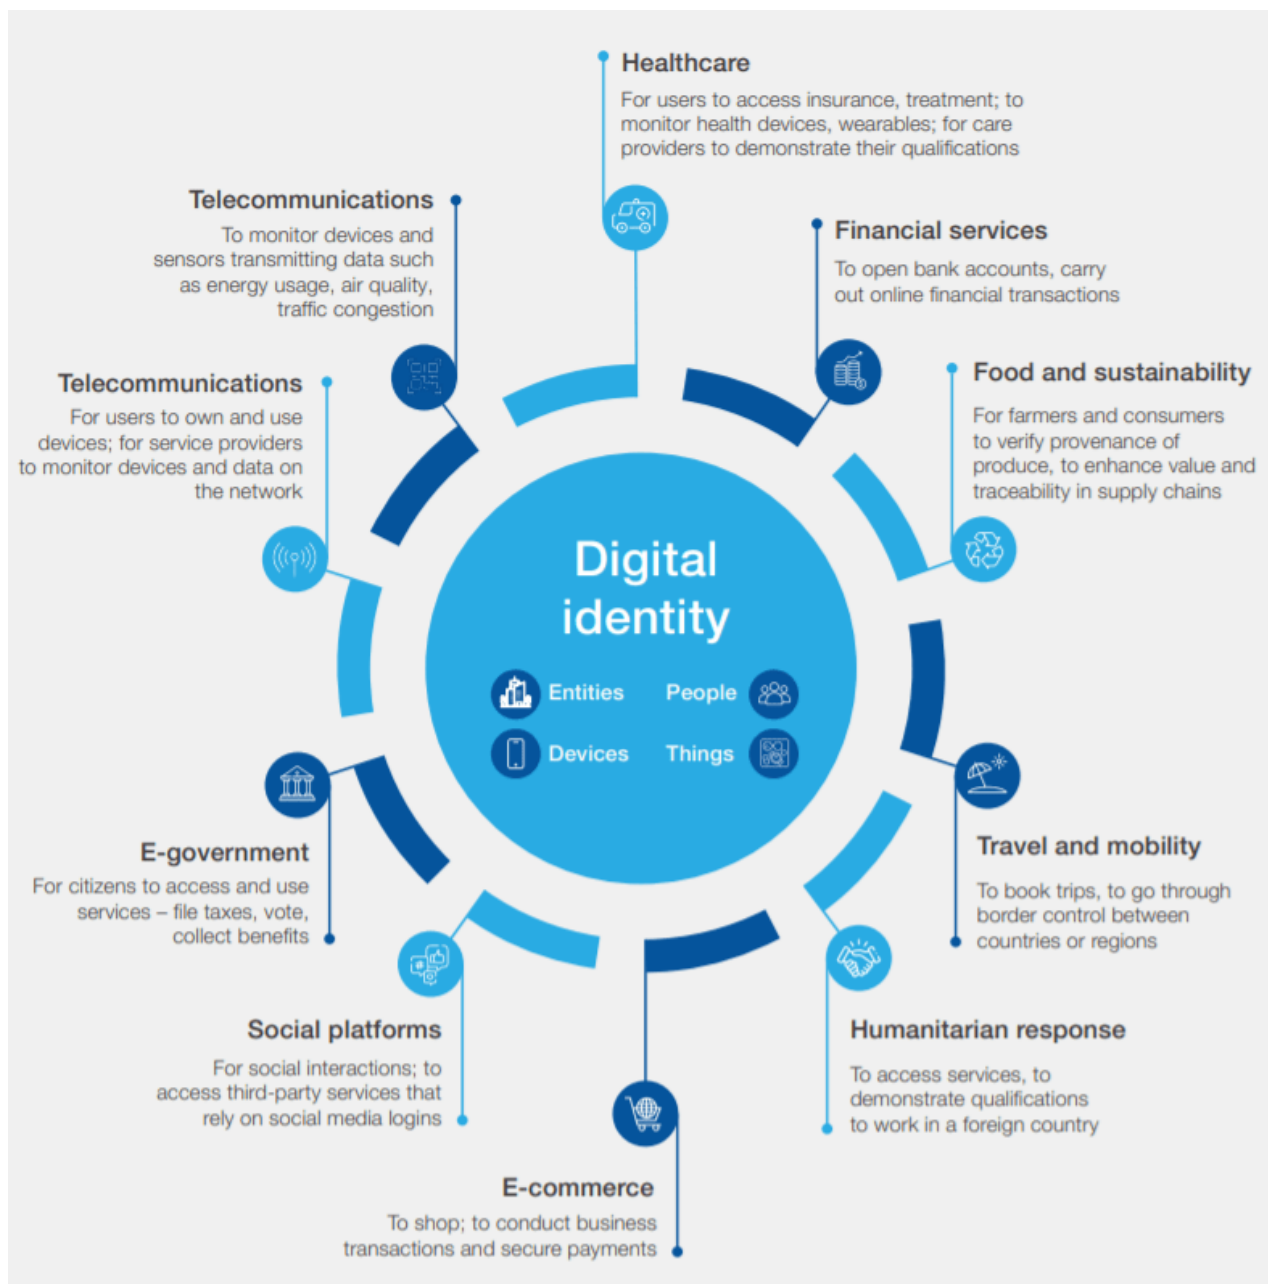 Healthcare
For users to access insurance, treatment; to
monitor health devices, wearables; for care
providers to demonstrate their qualifications
Financial services
To open bank accounts, carry
out online financial transactions
Food and sustainability
For farmers and consumers
to verify provenance of
produce, to enhance value and
traceability in supply chains
Travel and mobility
To book trips, to go through
border control between
countries or regions
Humanitarian response
To access services, to
demonstrate qualifications
to work in a foreign country
E-commerce
To shop; to conduct business
transactions and secure payments
Social platforms
For social interactions; to
access third-party services that
rely on social media logins
E-government
For citizens to access and use
services – file taxes, vote,
collect benefits
Telecommunications
For users to own and use
devices; for service providers
to monitor devices and data on
the network
Telecommunications
To monitor devices and
sensors transmitting data such
as energy usage, air quality,
traffic congestion
Digital
identity
Entities People
Devices Things